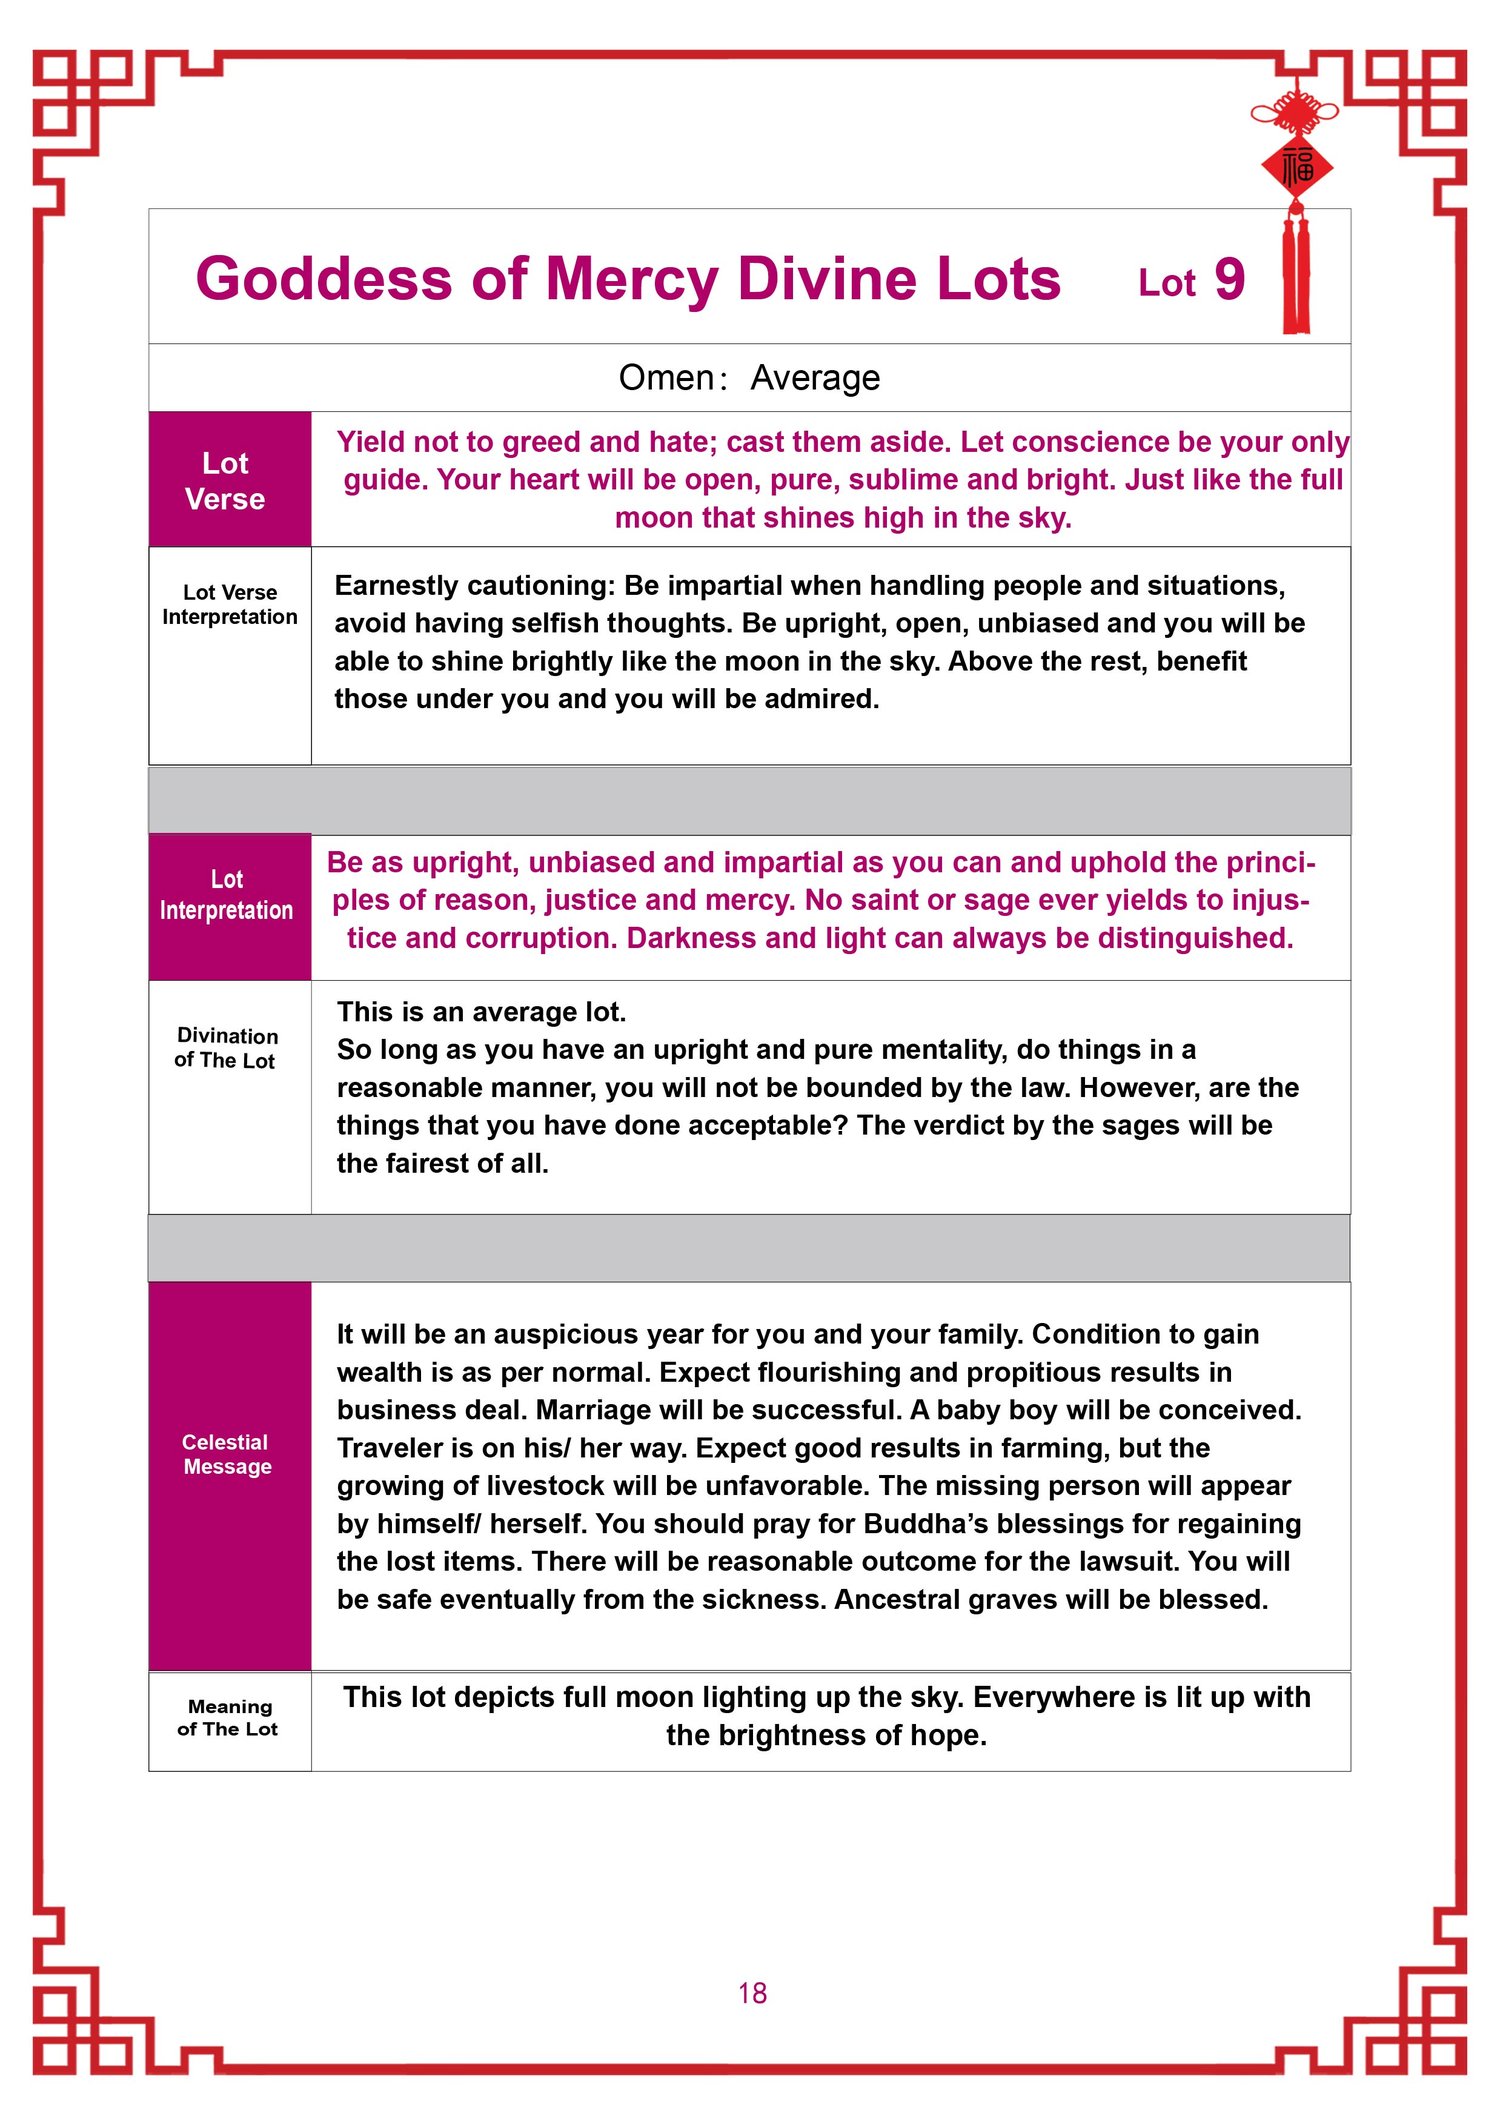 福
Goddess of Mercy Divine Lots Lot 9
Omen: Average
Lot
Verse
Yield not to greed and hate; cast them aside. Let conscience be your only
guide. Your heart will be open, pure, sublime and bright. Just like the full
moon that shines high in the sky.
Lot Verse
Interpretation
Earnestly cautioning: Be impartial when handling people and situations,
avoid having selfish thoughts. Be upright, open, unbiased and you will be
able to shine brightly like the moon in the sky. Above the rest, benefit
those under you and you will be admired.
Lot
Interpretation
Be as upright, unbiased and impartial as you can and uphold the princi-
ples of reason, justice and mercy. No saint or sage ever yields to injus-
tice and corruption. Darkness and light can always be distinguished.
Divination
of The Lot
This is an average lot.
So long as you have an upright and pure mentality, do things in a
reasonable manner, you will not be bounded by the law. However, are the
things that you have done acceptable? The verdict by the sages will be
the fairest of all.
Celestial
Message
It will be an auspicious year for you and your family. Condition to gain
wealth is as per normal. Expect flourishing and propitious results in
business deal. Marriage will be successful. A baby boy will be conceived.
Traveler is on his/ her way. Expect good results in farming, but the
growing of livestock will be unfavorable. The missing person will appear
by himself/ herself. You should pray for Buddha’s blessings for regaining
the lost items. There will be reasonable outcome for the lawsuit. You will
be safe eventually from the sickness. Ancestral graves will be blessed.
Meaning
of The Lot
This lot depicts full moon lighting up the sky. Everywhere is lit up with
the brightness of hope.
18